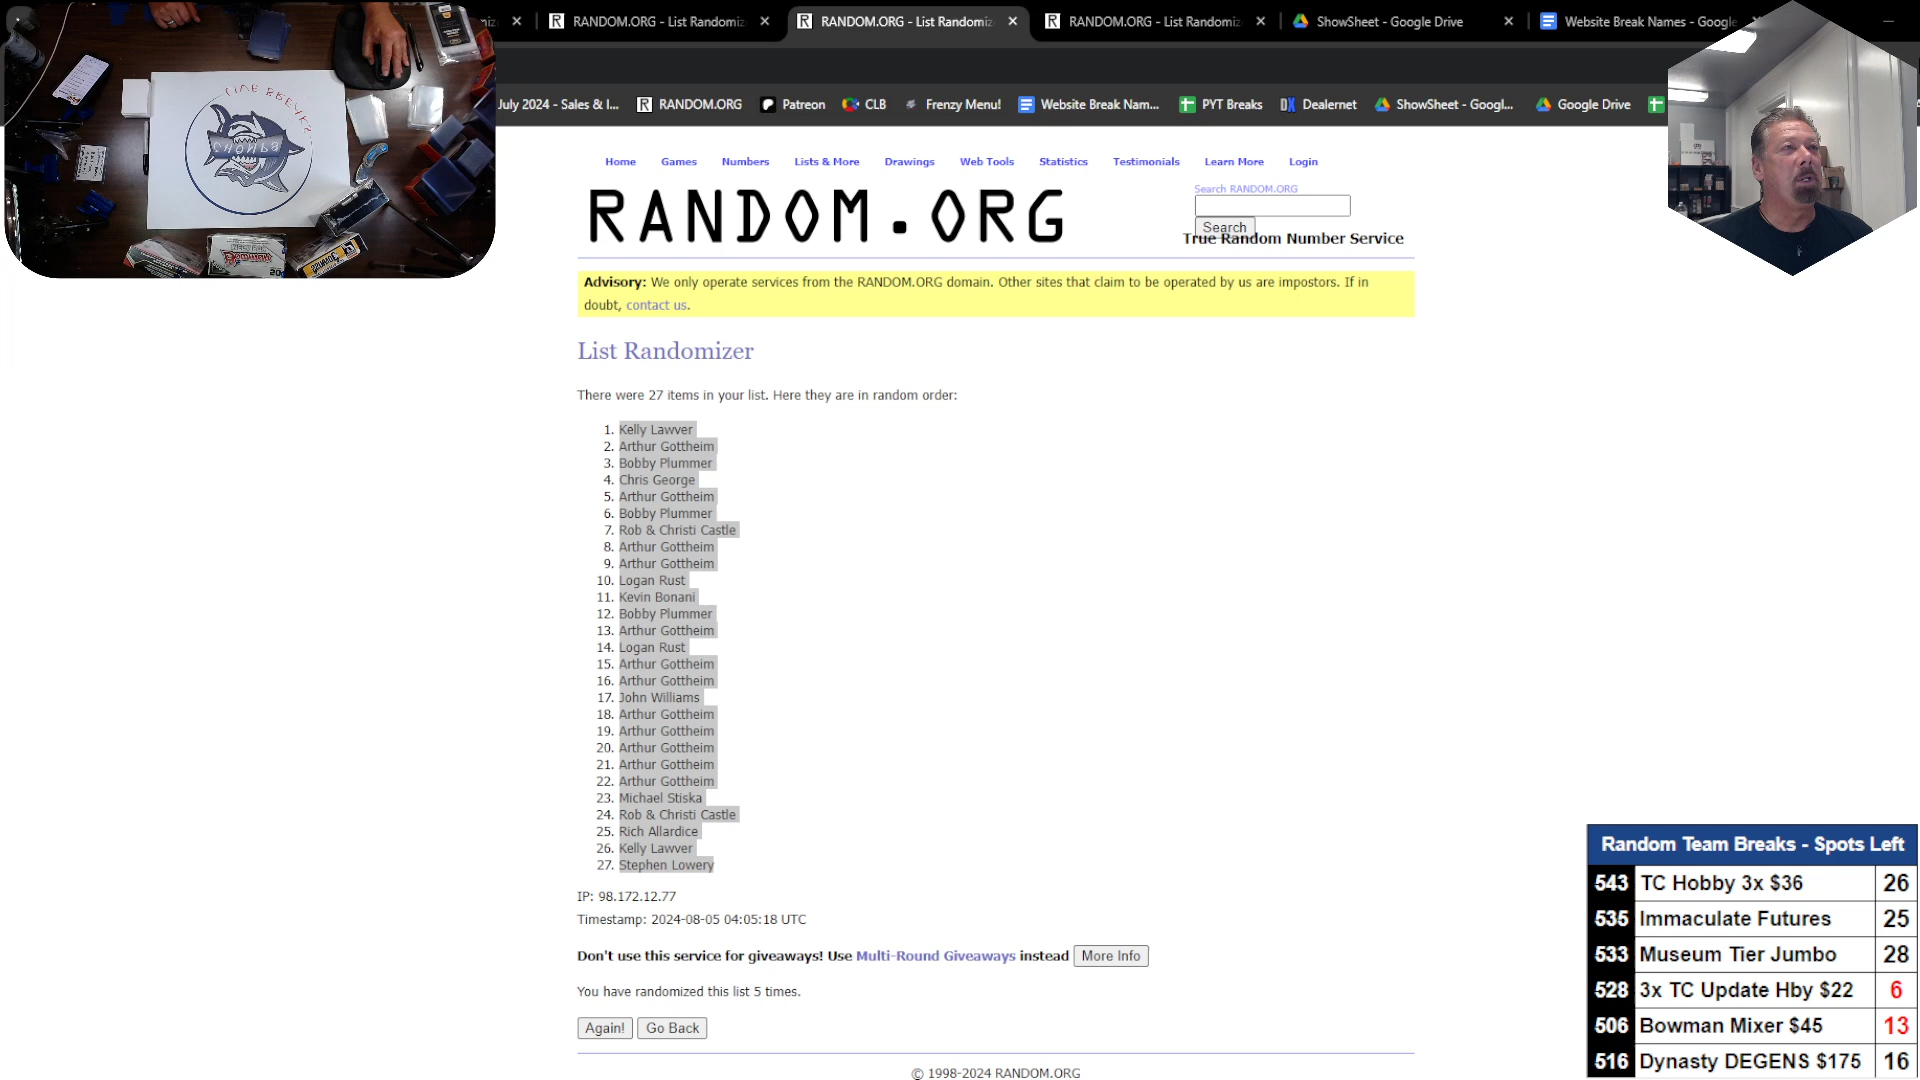 RANDOM.ORG - List Randomiz
RANDOM.ORG - List Randomiz
RANDOM.ORG - List Randomiz
ShowSheet - Google Drive
Website Break Names - Google
July 2024 - Sales & I...
RANDOM.ORG
Patreon
CLB
Frenzy Menu!
Website Break Nam...
PYT Breaks
Dealernet
ShowSheet - Googl...
Google Drive
Home
Games
Numbers
Lists & More
Drawings
Web Tools
Statistics
Testimonials
Learn More
Login
RANDOM.ORG
Search RANDOM.ORG
Search
True Random Number Service
Advisory: We only operate services from the RANDOM.ORG domain. Other sites that claim to be operated by us are impostors. If in
doubt, contact us.
List Randomizer
There were 27 items in your list. Here they are in random order:
1. Kelly Lawver
2. Arthur Gottheim
3. Bobby Plummer
4. Chris George
5. Arthur Gottheim
6. Bobby Plummer
7. Rob & Christi Castle
8. Arthur Gottheim
9. Arthur Gottheim
10. Logan Rust
11. Kevin Bonani
12. Bobby Plummer
13. Arthur Gottheim
14. Logan Rust
15. Arthur Gottheim
16. Arthur Gottheim
17. John Williams
18. Arthur Gottheim
19. Arthur Gottheim
20. Arthur Gottheim
21. Arthur Gottheim
22. Arthur Gottheim
23. Michael Stiska
24. Rob & Christi Castle
25. Rich Allardice
26. Kelly Lawver
27. Stephen Lowery
IP: 98.172.12.77
Timestamp: 2024-08-05 04:05:18 UTC
Don't use this service for giveaways! Use Multi-Round Giveaways instead More Info
You have randomized this list 5 times.
Again! Go Back
© 1998-2024 RANDOM.ORG
Random Team Breaks - Spots Left
543 TC Hobby 3x $36 26
535 Immaculate Futures 25
533 Museum Tier Jumbo 28
528 3x TC Update Hby $22 6
506 Bowman Mixer $45 13
516 Dynasty DEGENS $175 16